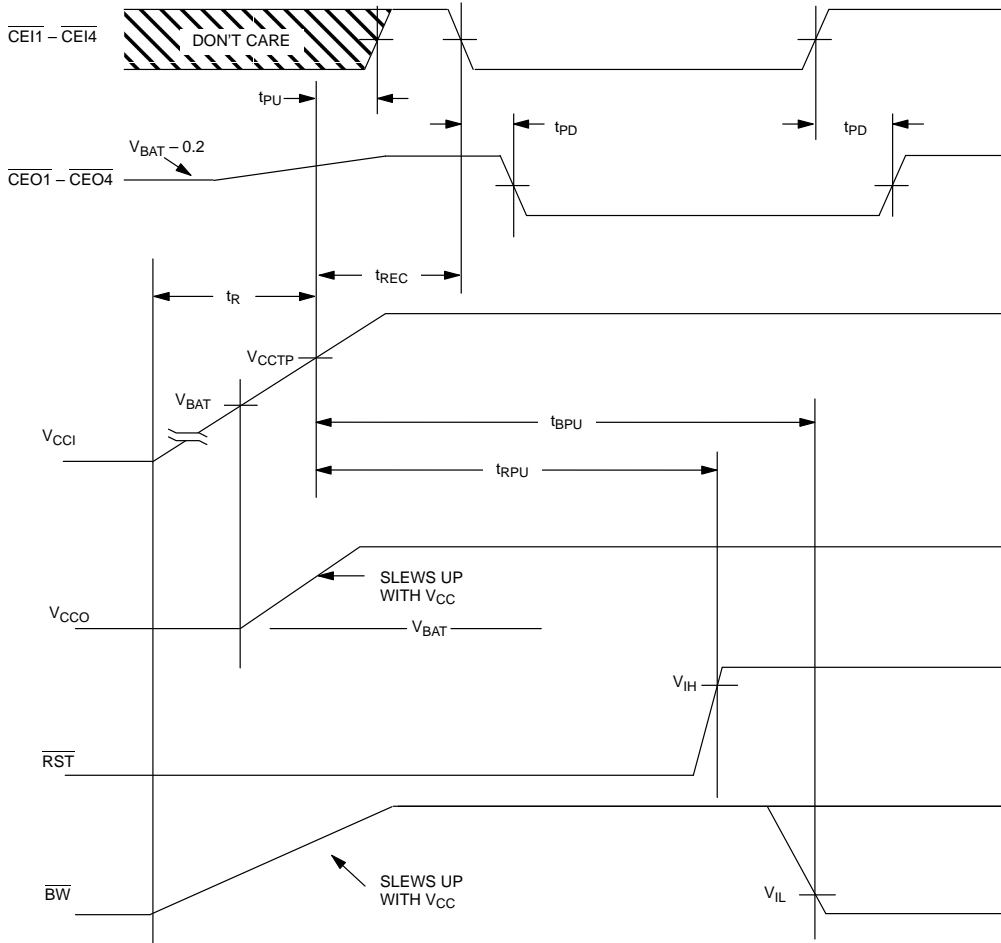 CEI1 – CEI4
DON'T CARE
tPU
tPD
tPD
VBAT – 0.2
CEO1 – CEO4
tREC
tR
VCCTP
VBAT
tBPU
VCCI
tRPU
SLEWS UP
WITH VCC
VCCO
VBAT
VIH
RST
SLEWS UP
WITH VCC
BW
VIL